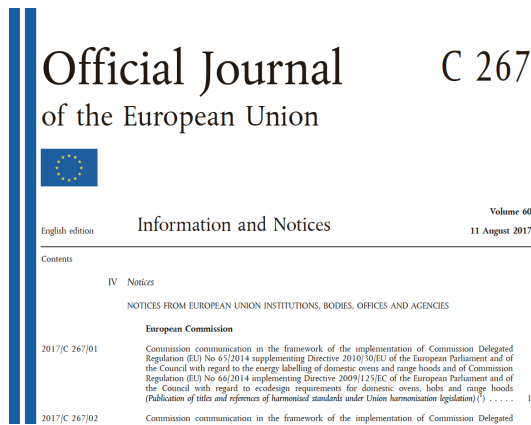 Official Journal
C 267
of the European Union
Volume 60
English edition
Information and Notices
11 August 2017
Contents
IV Notices
NOTICES FROM EUROPEAN UNION INSTITUTIONS, BODIES, OFFICES AND AGENCIES
European Commission
2017/C 267/01
Commission communication in the framework of the implementation of Commission Delegated
Regulation (EU) No 65/2014 supplementing Directive 2010/30/EU of the European Parliament and of
the Council with regard to the energy labelling of domestic ovens and range hoods and of Commission
Regulation (EU) No 66/2014 implementing Directive 2009/125/EC of the European Parliament and of
the Council with regard to ecodesign requirements for domestic ovens, hobs and range hoods
(Publication of titles and references of harmonised standards under Union harmonisation legislation) (1) ..... 1
2017/C 267/02
Commission communication in the framework of the implementation of Commission Delegated